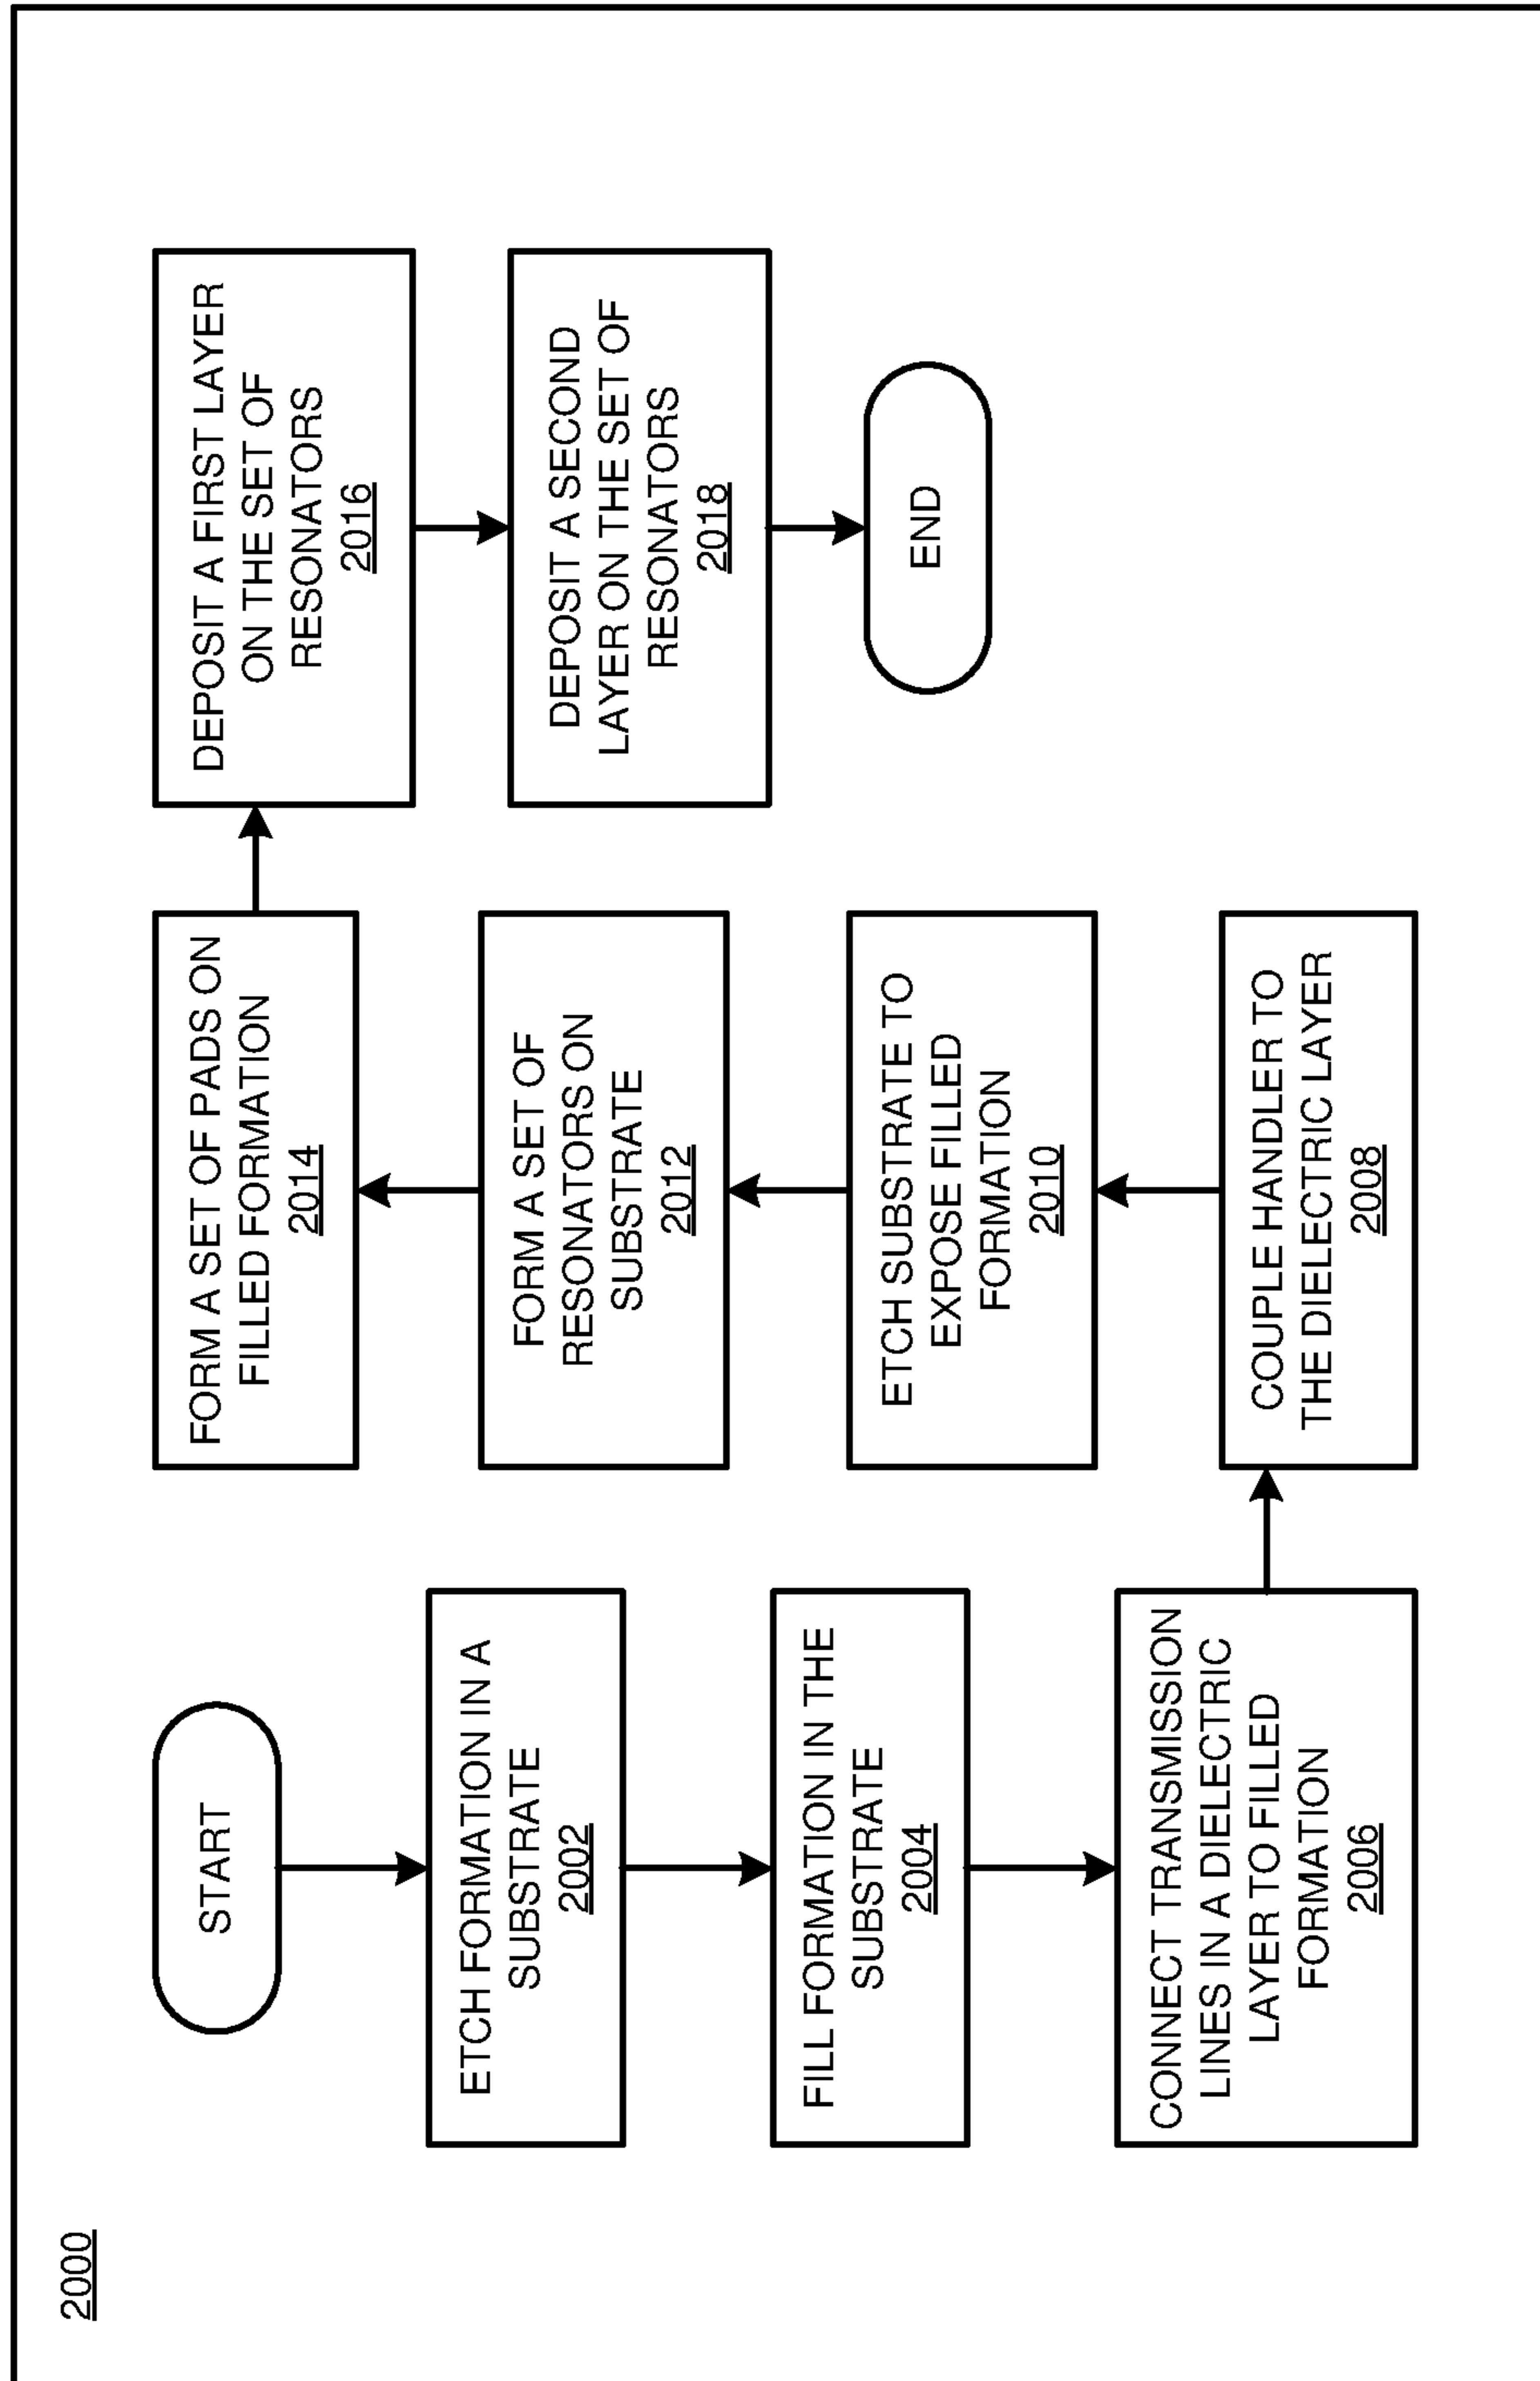 2000
START
ETCH FORMATION IN A
SUBSTRATE
2002
FILL FORMATION IN THE
SUBSTRATE
2004
CONNECT TRANSMISSION
LINES IN A DIELECTRIC
LAYER TO FILLED
FORMATION
2006
COUPLE HANDLER TO
THE DIELECTRIC LAYER
2008
ETCH SUBSTRATE TO
EXPOSE FILLED
FORMATION
2010
FORM A SET OF
RESONATORS ON
SUBSTRATE
2012
FORM A SET OF PADS ON
FILLED FORMATION
2014
DEPOSIT A FIRST LAYER
ON THE SET OF
RESONATORS
2016
DEPOSIT A SECOND
LAYER ON THE SET OF
RESONATORS
2018
END